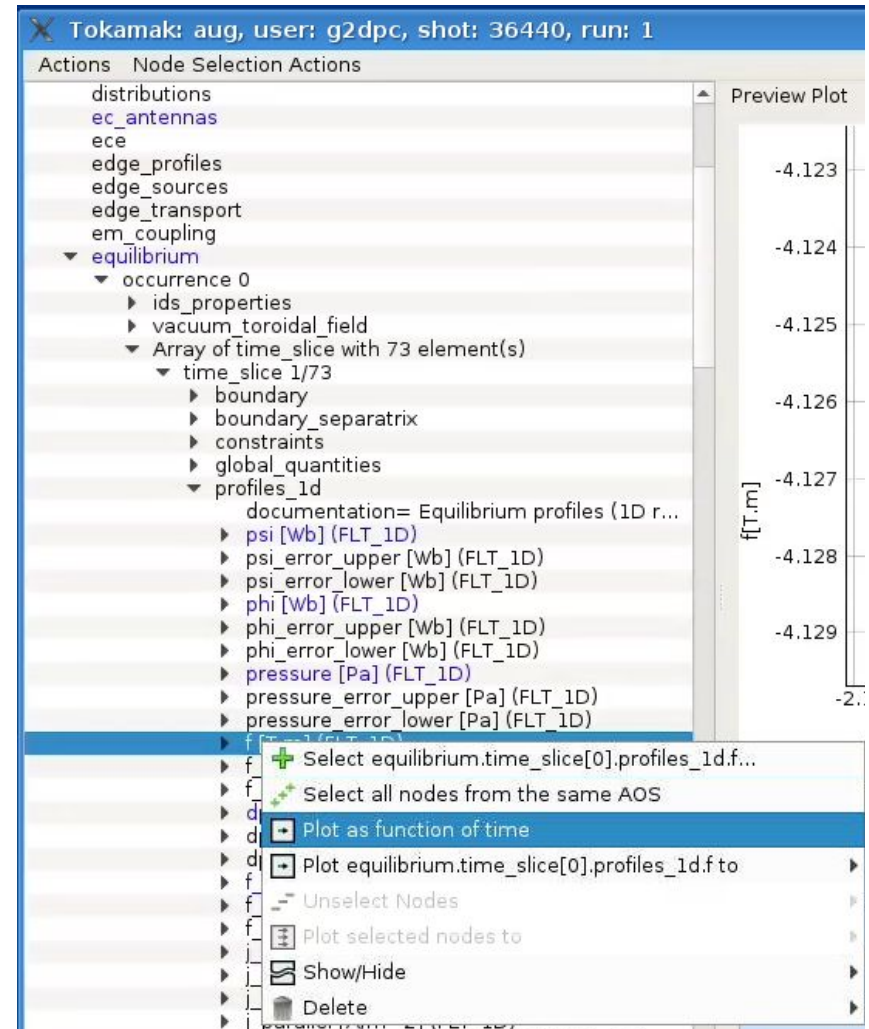 Tokamak: aug, user: g2dpc, shot: 36440, run: 1
Actions Node Selection Actions
distributions
ec_antennas
ece
edge_profiles
edge_sources
edge_transport
em_coupling
equilibrium
occurrence 0
ids_properties
vacuum_toroidal_field
Array of time_slice with 73 element(s)
time_slice 1/73
boundary
boundary_separatrix
constraints
global_quantities
profiles_1d
documentation= Equilibrium profiles (1D r...
psi [Wb] (FLT_1D)
psi_error_upper [Wb] (FLT_1D)
psi_error_lower [Wb] (FLT_1D)
phi [Wb] (FLT_1D)
phi_error_upper [Wb] (FLT_1D)
phi_error_lower [Wb] (FLT_1D)
pressure [Pa] (FLT_1D)
pressure_error_upper [Pa] (FLT_1D)
pressure_error_lower [Pa] (FLT_1D)
f [T.m] (FLT_1D)
Select equilibrium.time_slice[0].profiles_1d.f...
Select all nodes from the same AOS
Plot as function of time
Plot equilibrium.time_slice[0].profiles_1d.f to
Unselect Nodes
Plot selected nodes to
Show/Hide
Delete
Preview Plot
-4.123
-4.124
-4.125
-4.126
-4.127
-4.128
-4.129
f[T.m]